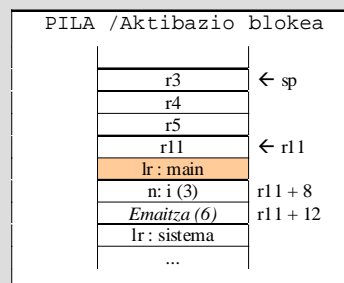 PILA /Aktibazio blokea
r3 ← sp
r4
r5
r11 ← r11
lr : main
n: i (3) r11 + 8
Emaitza (6) r11 + 12
lr : sistema
...